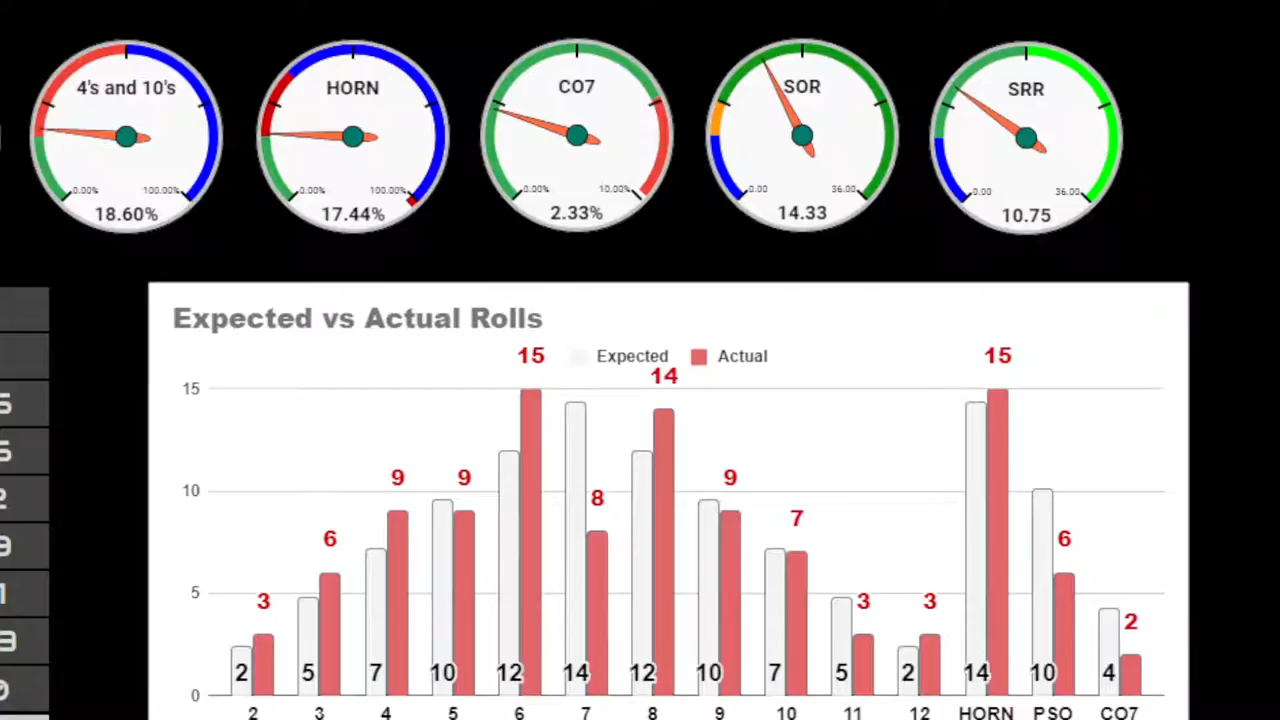 4's and 10's HORN CO7 SOR SRR
0.00% 100.00% 0.00% 100.00% 0.00% 10.00% 0.00 36.00 0.00 36.00
18.60% 17.44% 2.33% 14.33 10.75
Expected vs Actual Rolls
Expected Actual
15 14 15
15
9 9 8 9
10
6 7 6
5
3 3 3 2
2 5 7 10 12 14 12 10 7 5 2 14 10 4
0
2 3 4 5 6 7 8 9 10 11 12 HORN PSO CO7